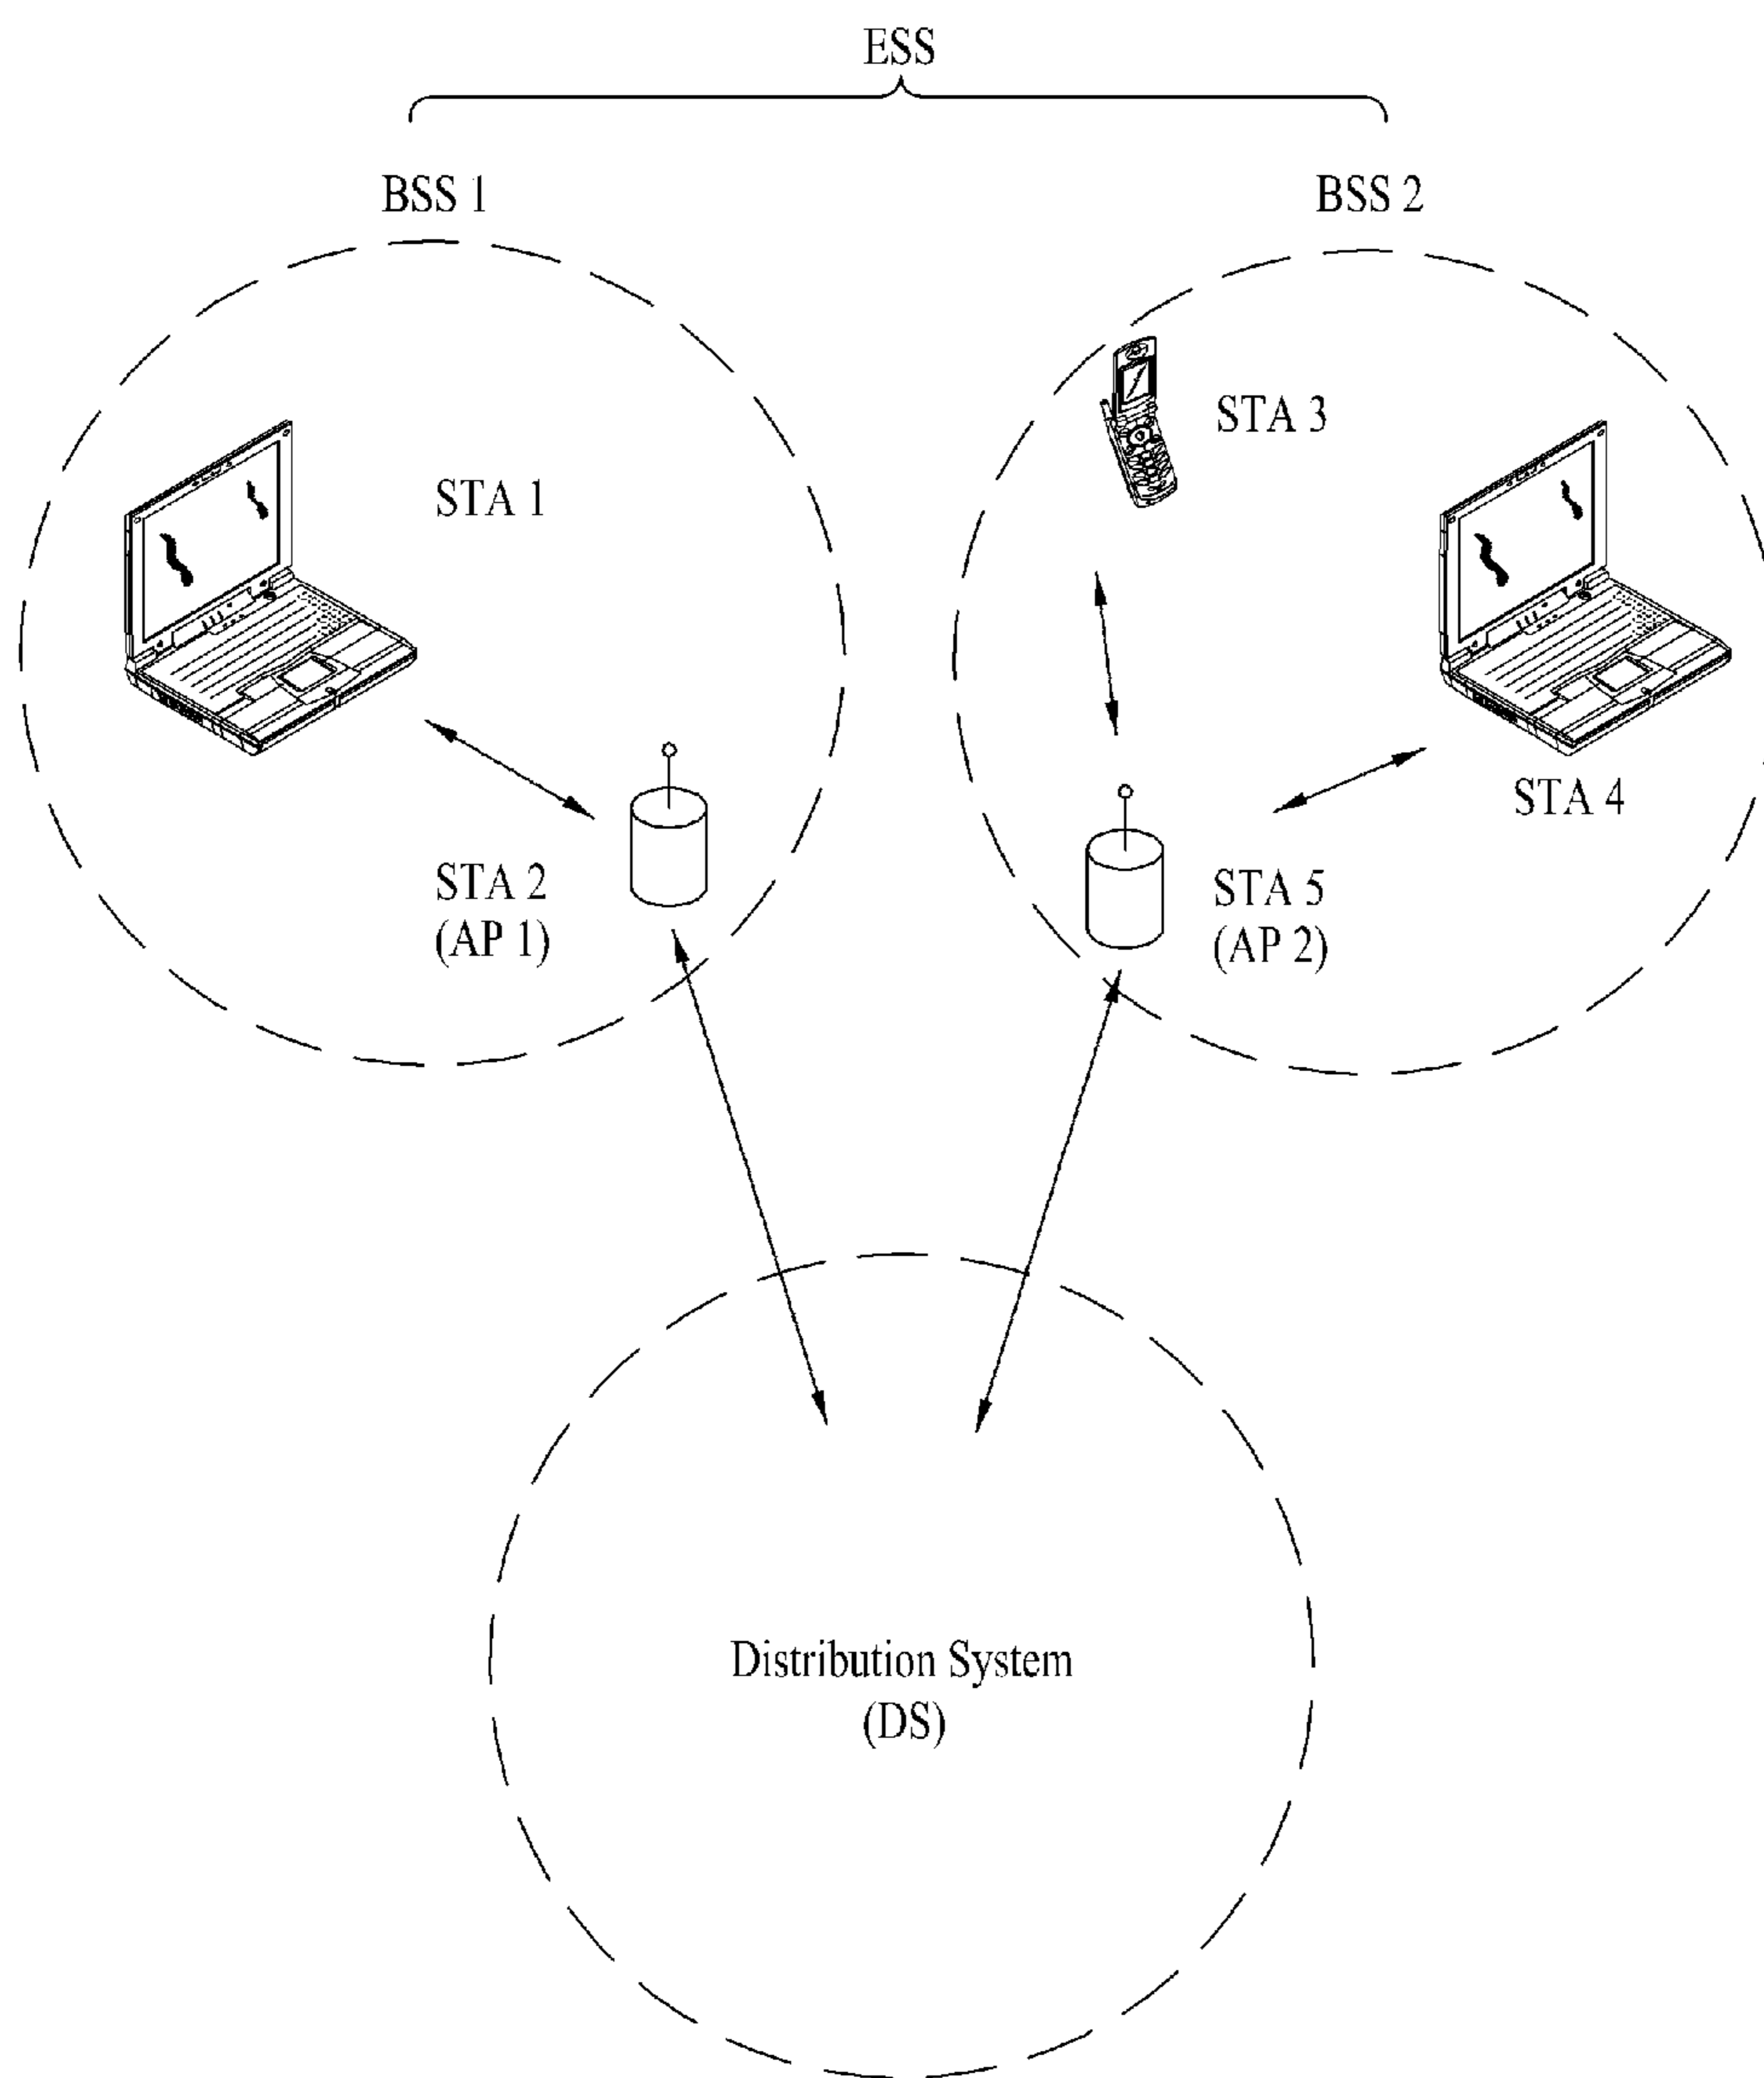 ESS
BSS 1
BSS 2
STA 3
STA 1
STA 4
STA 2
(AP 1)
STA 5
(AP 2)
Distribution System
(DS)